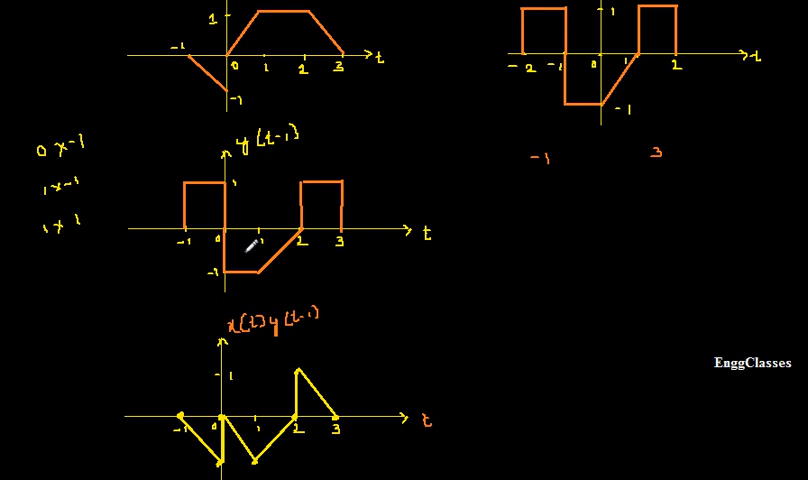 1
-1 0 1 2 3 t
-1
1
-2 -1 0 1 2 t
-1
-1 3
0 x -1
1 x -1
1 x 1
y(t-1)
1
-1 0 1 2 3 t
-1
x(t) y(t-1)
1
-1 0 1 2 3 t
EnggClasses